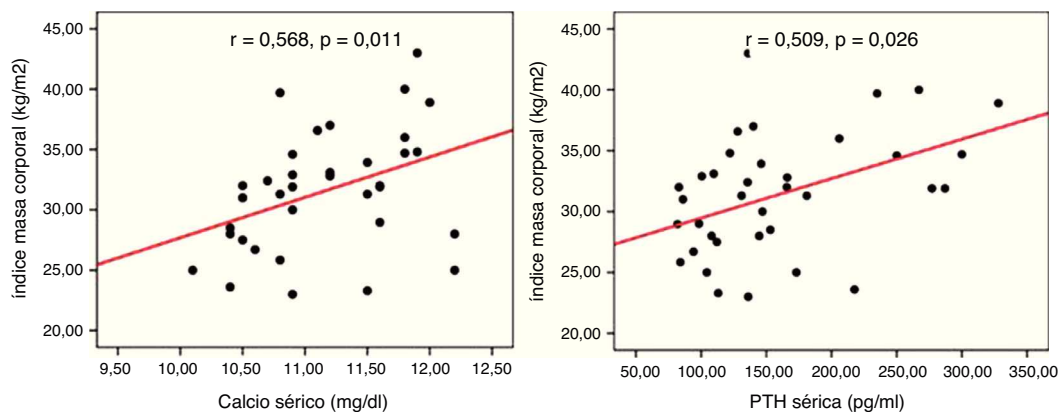 r = 0,568, p = 0,011
índice masa corporal (kg/m2)
45,00
40,00
35,00
30,00
25,00
20,00
9,50 10,00 10,50 11,00 11,50 12,00 12,50
Calcio sérico (mg/dl)
r = 0,509, p = 0,026
índice masa corporal (kg/m2)
45,00
40,00
35,00
30,00
25,00
20,00
50,00 100,00 150,00 200,00 250,00 300,00 350,00
PTH sérica (pg/ml)